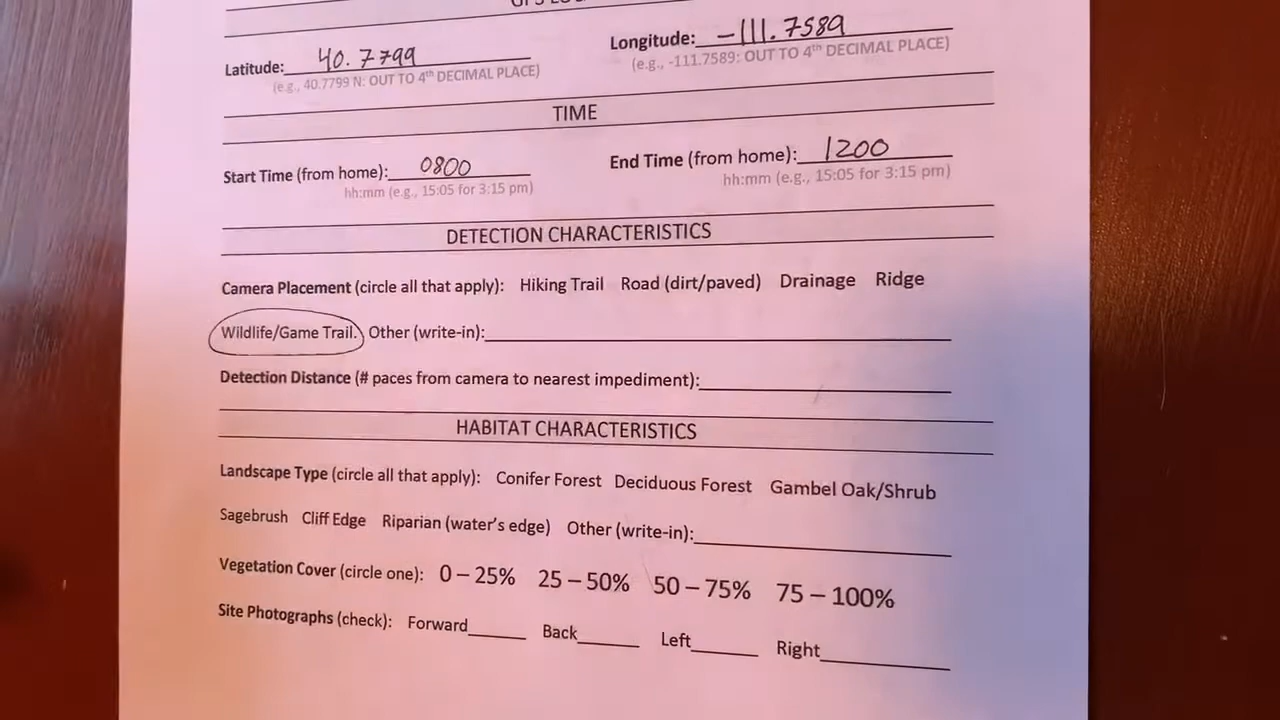 Latitude: 40.7799 Longitude: -111.7589
(e.g., 40.7799 N: OUT TO 4th DECIMAL PLACE) (e.g., -111.7589: OUT TO 4th DECIMAL PLACE)
TIME
Start Time (from home): 0800 End Time (from home): 1200
hh:mm (e.g., 15:05 for 3:15 pm) hh:mm (e.g., 15:05 for 3:15 pm)
DETECTION CHARACTERISTICS
Camera Placement (circle all that apply): Hiking Trail Road (dirt/paved) Drainage Ridge
Wildlife/Game Trail. Other (write-in):
Detection Distance (# paces from camera to nearest impediment):
HABITAT CHARACTERISTICS
Landscape Type (circle all that apply): Conifer Forest Deciduous Forest Gambel Oak/Shrub
Sagebrush Cliff Edge Riparian (water's edge) Other (write-in):
Vegetation Cover (circle one): 0 – 25% 25 – 50% 50 – 75% 75 – 100%
Site Photographs (check): Forward Back Left Right